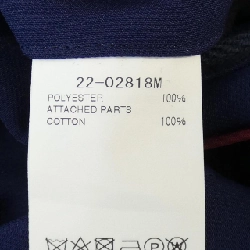 22-02818M
POLYESTER 100%
ATTACHED PARTS
COTTON 100%